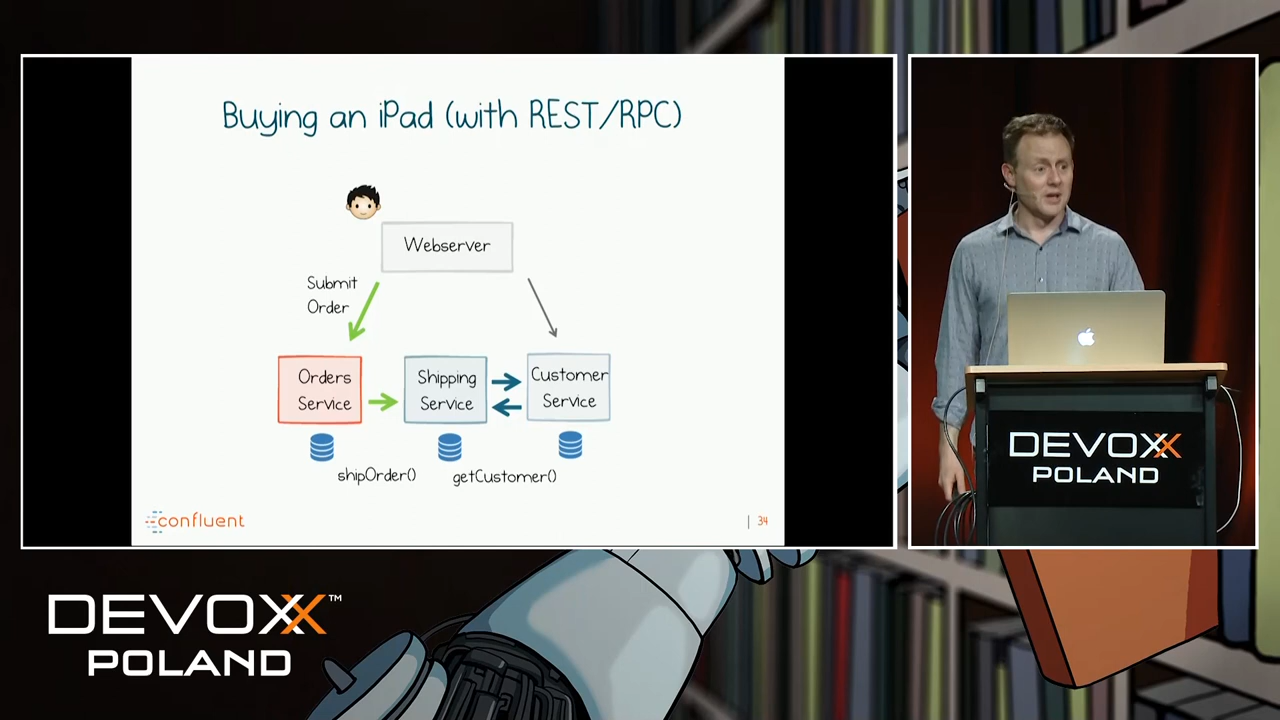 Buying an iPad (with REST/RPC)
Webserver
Submit
Order
Orders
Service
Shipping
Service
Customer
Service
shipOrder()
getCustomer()
confluent
| 34
DEVOXX
POLAND
DEVOXX™
POLAND